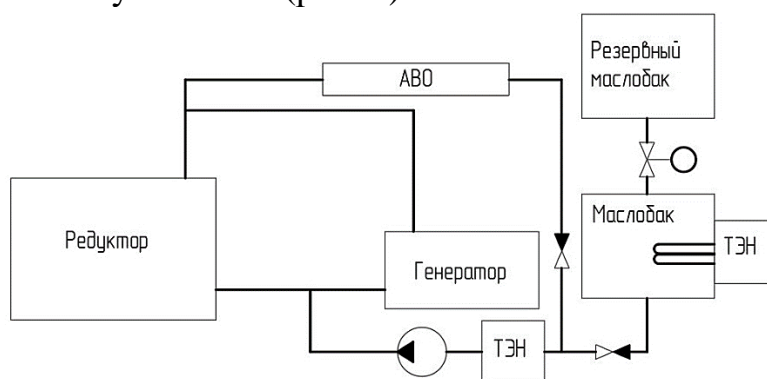 АВО
Резервный
маслобак
Редуктор
Маслобак
ТЭН
Генератор
ТЭН